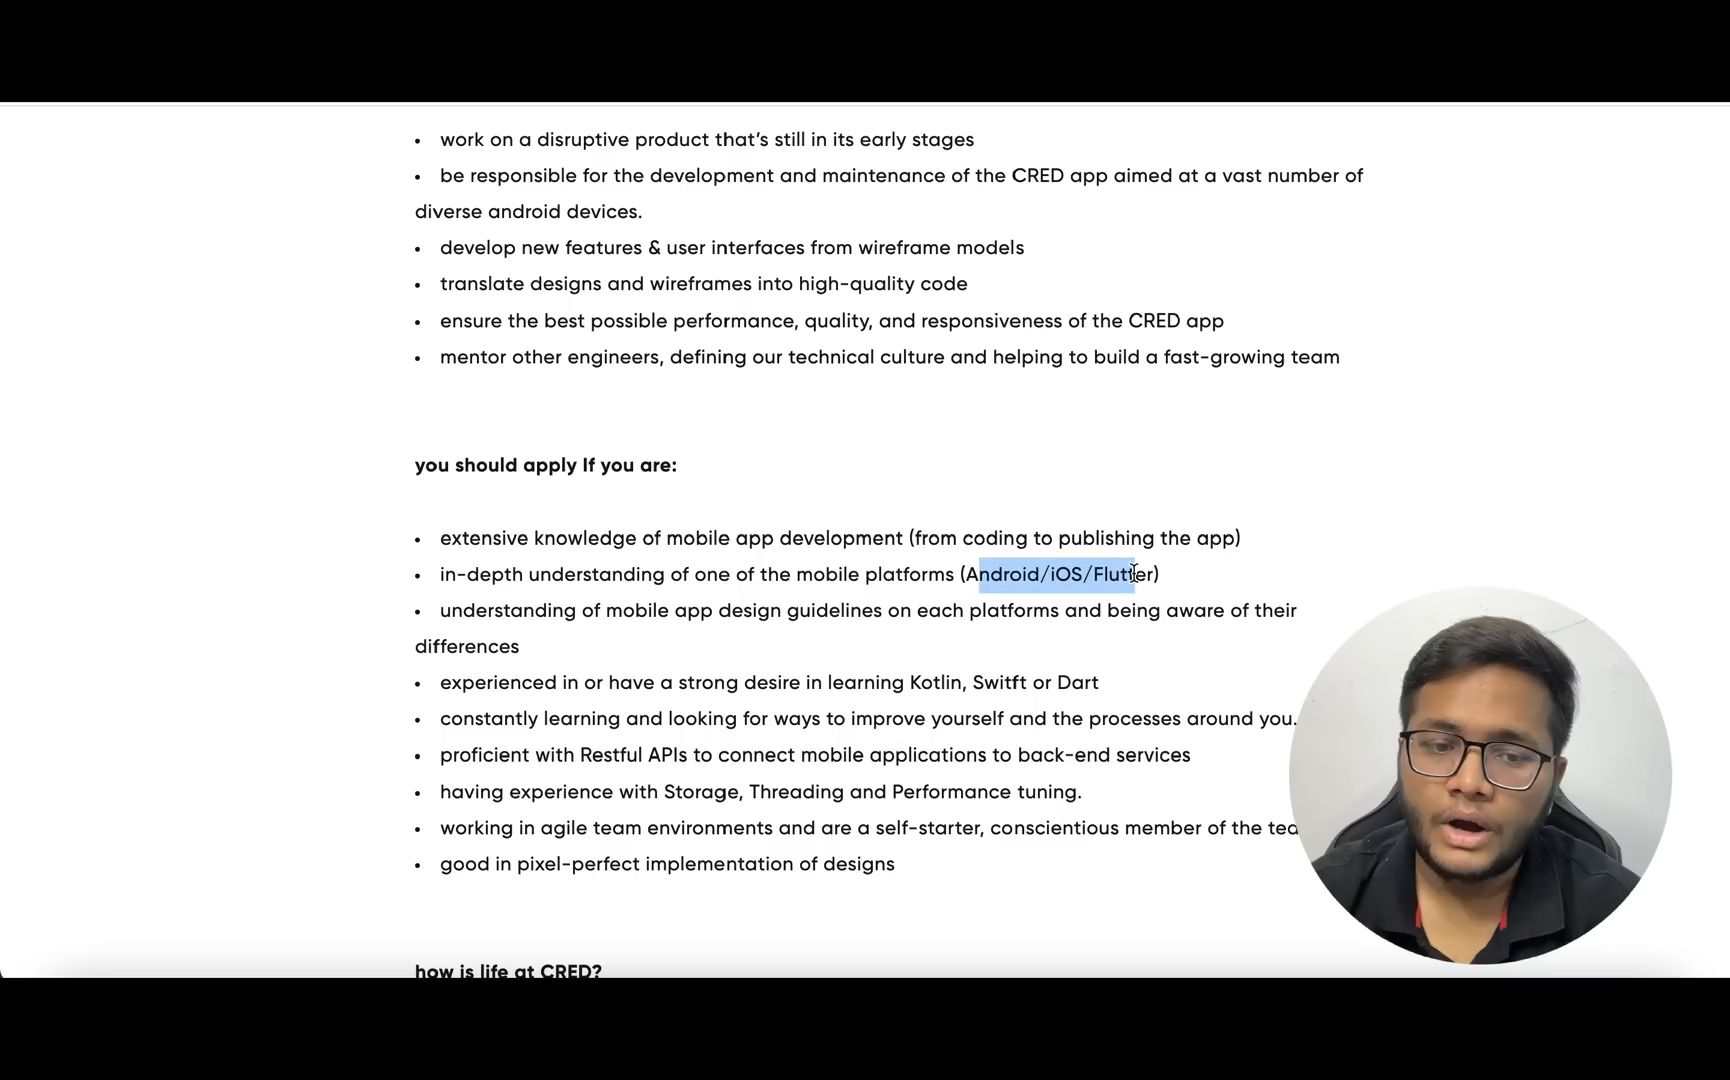 • work on a disruptive product that's still in its early stages
• be responsible for the development and maintenance of the CRED app aimed at a vast number of
diverse android devices.
• develop new features & user interfaces from wireframe models
• translate designs and wireframes into high-quality code
• ensure the best possible performance, quality, and responsiveness of the CRED app
• mentor other engineers, defining our technical culture and helping to build a fast-growing team
you should apply If you are:
• extensive knowledge of mobile app development (from coding to publishing the app)
• in-depth understanding of one of the mobile platforms (Android/iOS/Flutter)
• understanding of mobile app design guidelines on each platforms and being aware of their
differences
• experienced in or have a strong desire in learning Kotlin, Switft or Dart
• constantly learning and looking for ways to improve yourself and the processes around you.
• proficient with Restful APIs to connect mobile applications to back-end services
• having experience with Storage, Threading and Performance tuning.
• working in agile team environments and are a self-starter, conscientious member of the
• good in pixel-perfect implementation of designs
how is life at CRED?